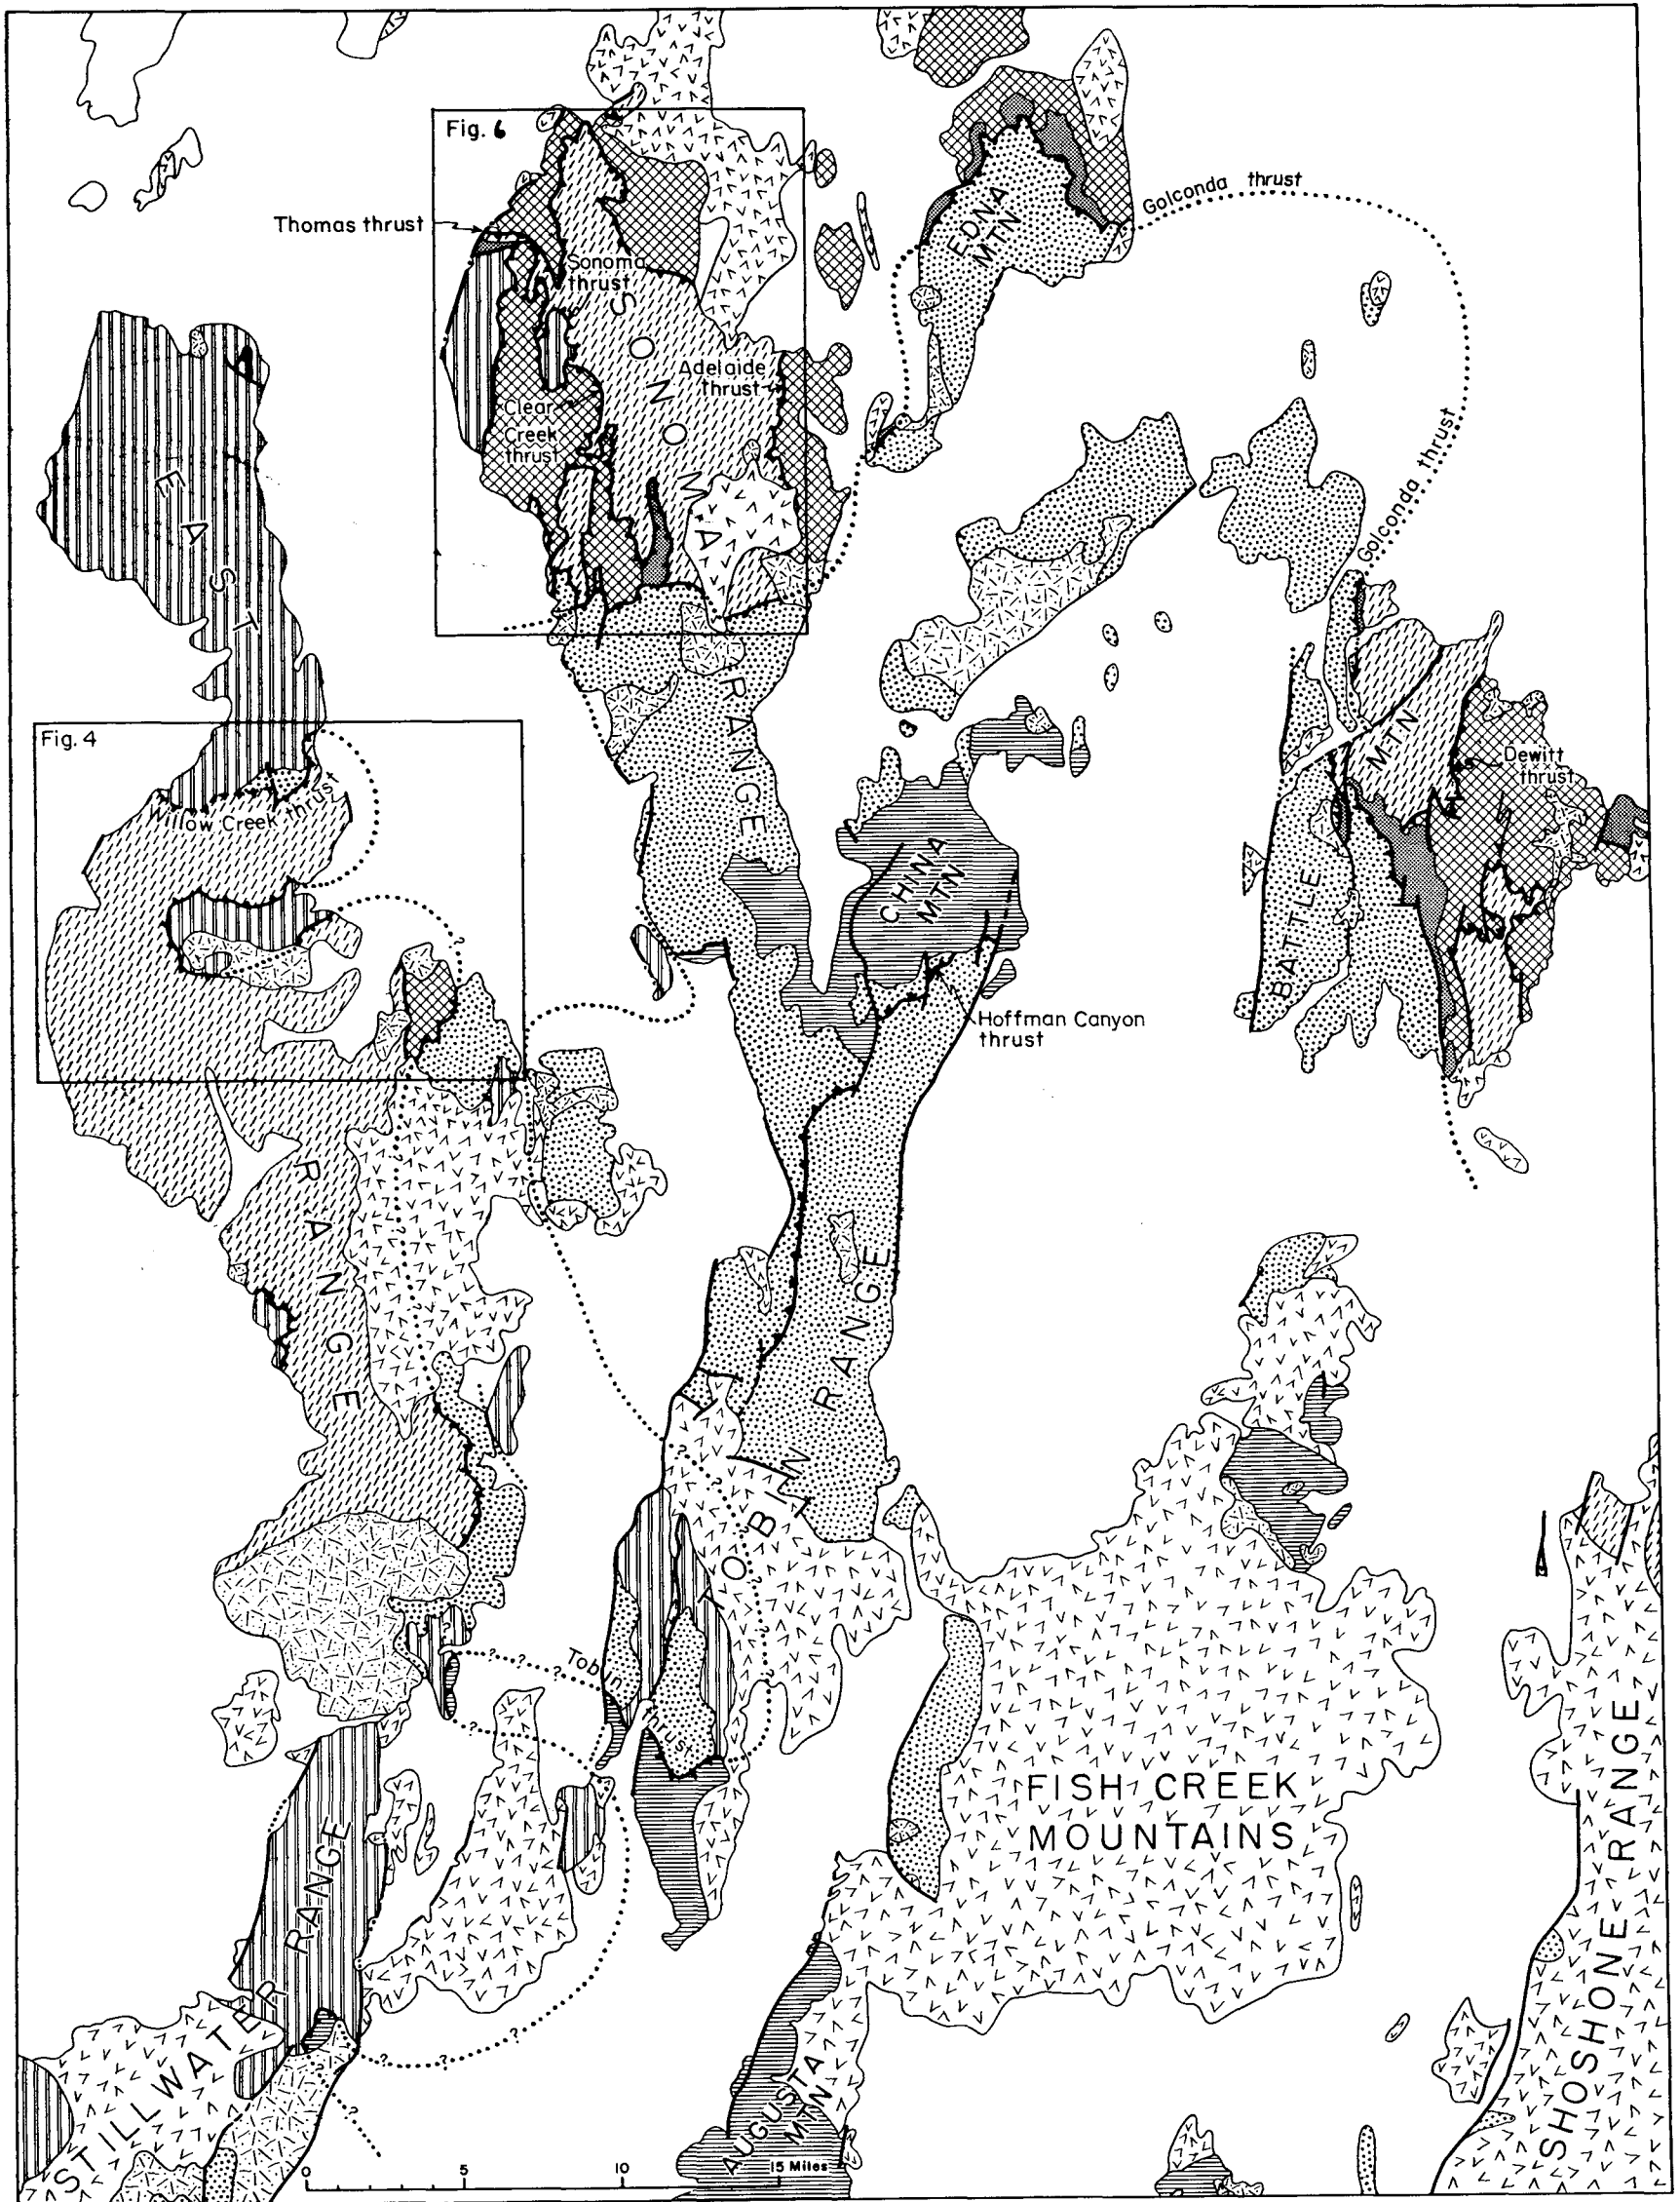 Fig. 6
Thomas thrust
Sonoma
thrust
Golconda thrust
EDNA
MTN
SONOMA
Adelaide
thrust
Clear
Creek
thrust
Golconda thrust
EAST
RANGE
Fig. 4
Willow Creek thrust
MTN
Dewitt
thrust
CHINA
MTN
BATTLE
Hoffman Canyon
thrust
?
RANGE
?
?
RANGE
?
TOBIN
?
?
? ? ?
Tobin
thrust
?
?
?
FISH CREEK
MOUNTAINS
RANGE
SHOSHONE RANGE
STILLWATER
? ? ?
?
?
AUGUSTA
MTN
0 5 10 15 Miles